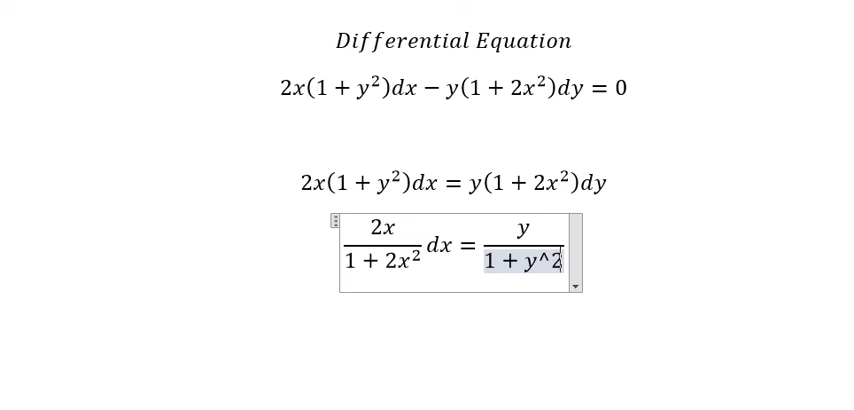 Differential Equation
2x(1 + y²)dx − y(1 + 2x²)dy = 0
2x(1 + y²)dx = y(1 + 2x²)dy
2x/(1 + 2x²) dx = y/(1 + y^2)